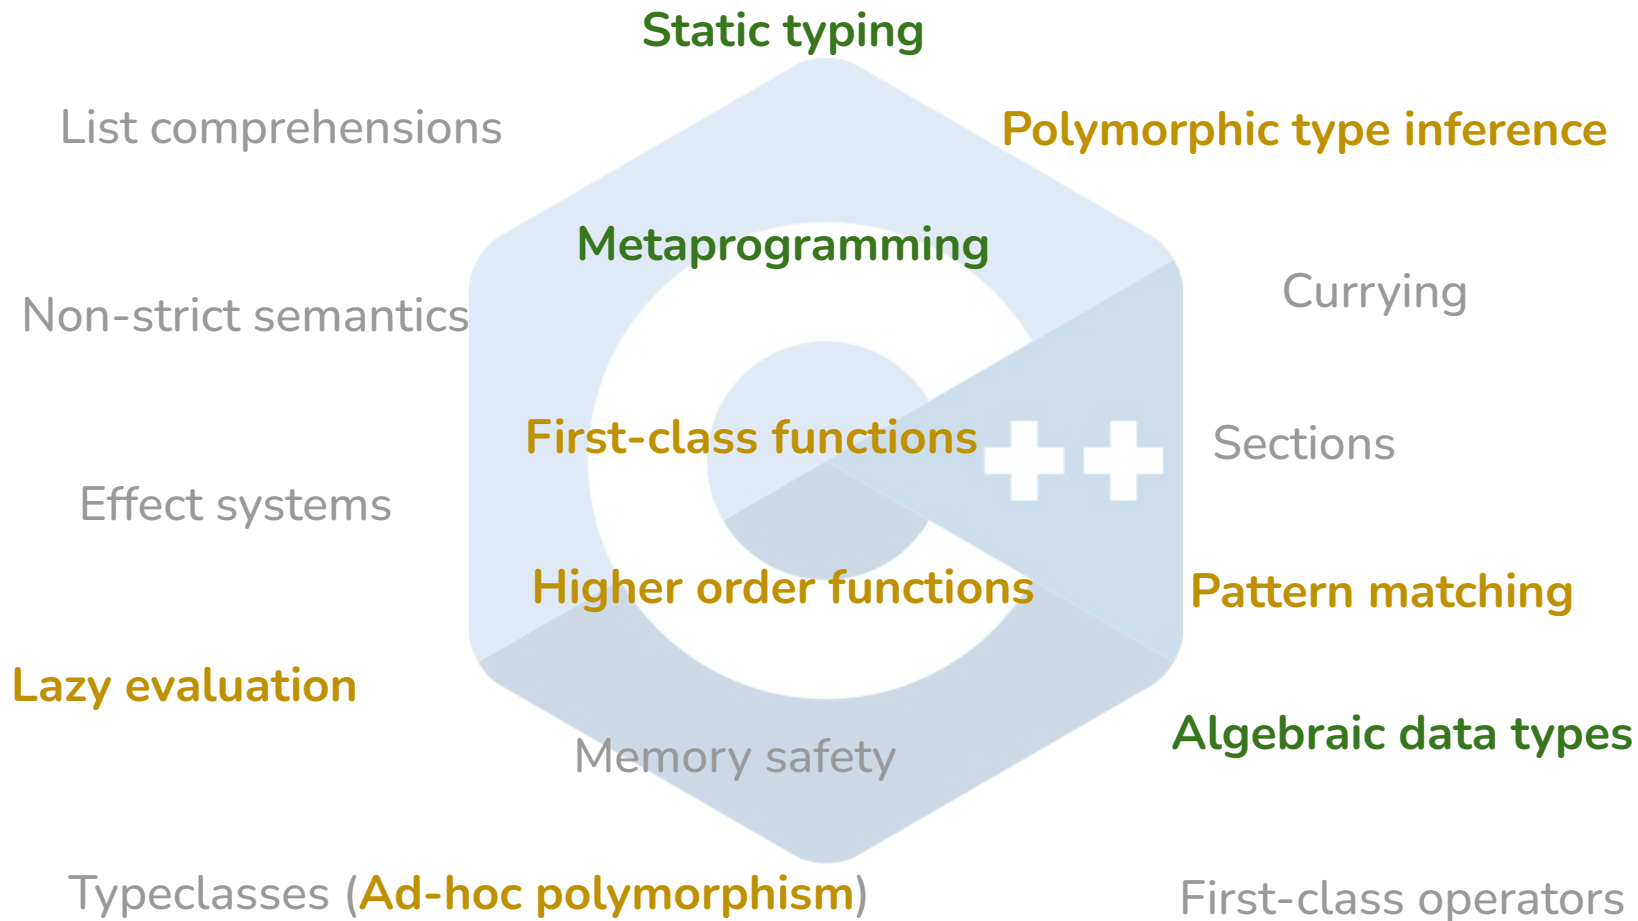 Static typing
List comprehensions
Polymorphic type inference
Metaprogramming
Currying
Non-strict semantics
First-class functions
++
Sections
Effect systems
Higher order functions
Pattern matching
Lazy evaluation
Algebraic data types
Memory safety
Typeclasses (Ad-hoc polymorphism)
First-class operators